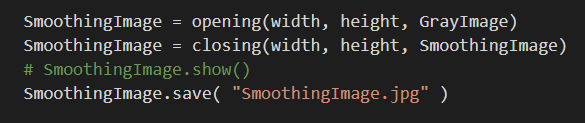 SmoothingImage = opening(width, height, GrayImage)
SmoothingImage = closing(width, height, SmoothingImage)
# SmoothingImage.show()
SmoothingImage.save( "SmoothingImage.jpg" )